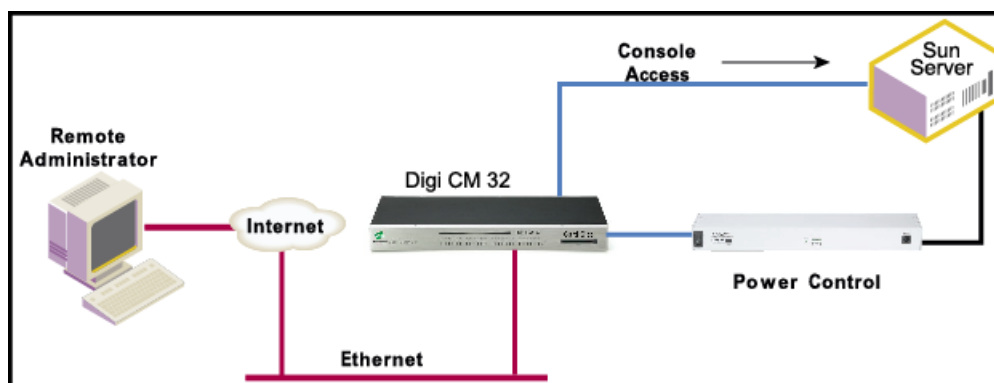 Console
Access
Sun
Server
Remote
Administrator
Digi CM 32
Internet
Power Control
Ethernet